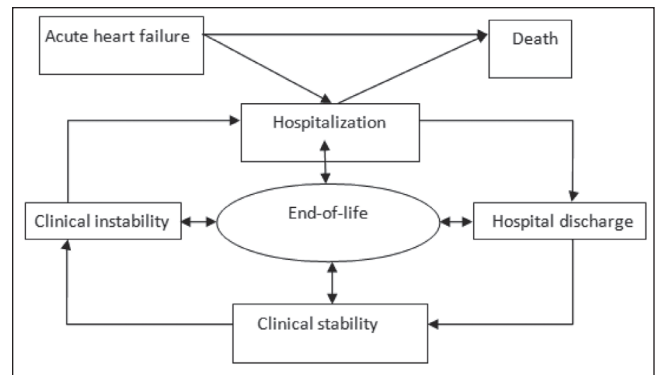 Acute heart failure
Death
Hospitalization
Clinical instability
End-of-life
Hospital discharge
Clinical stability